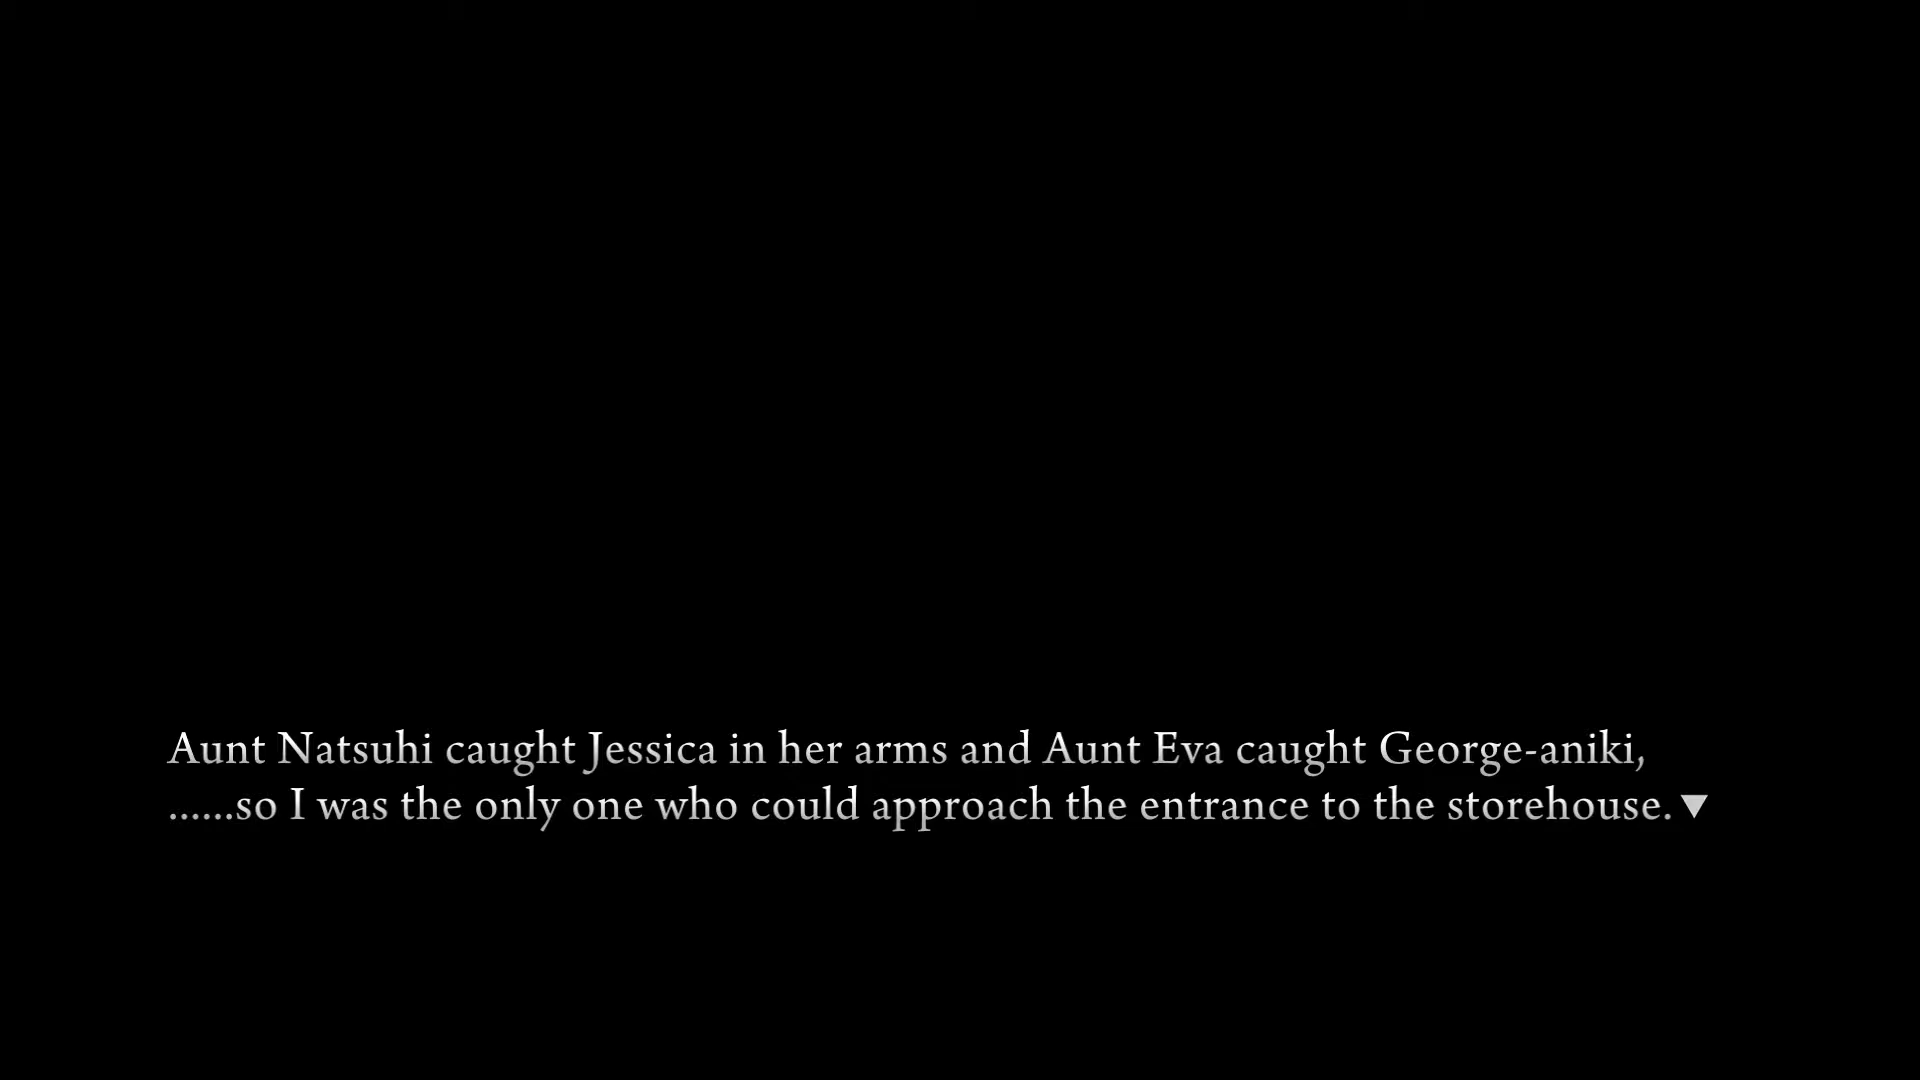 Aunt Natsuhi caught Jessica in her arms and Aunt Eva caught George-aniki,
......so I was the only one who could approach the entrance to the storehouse.